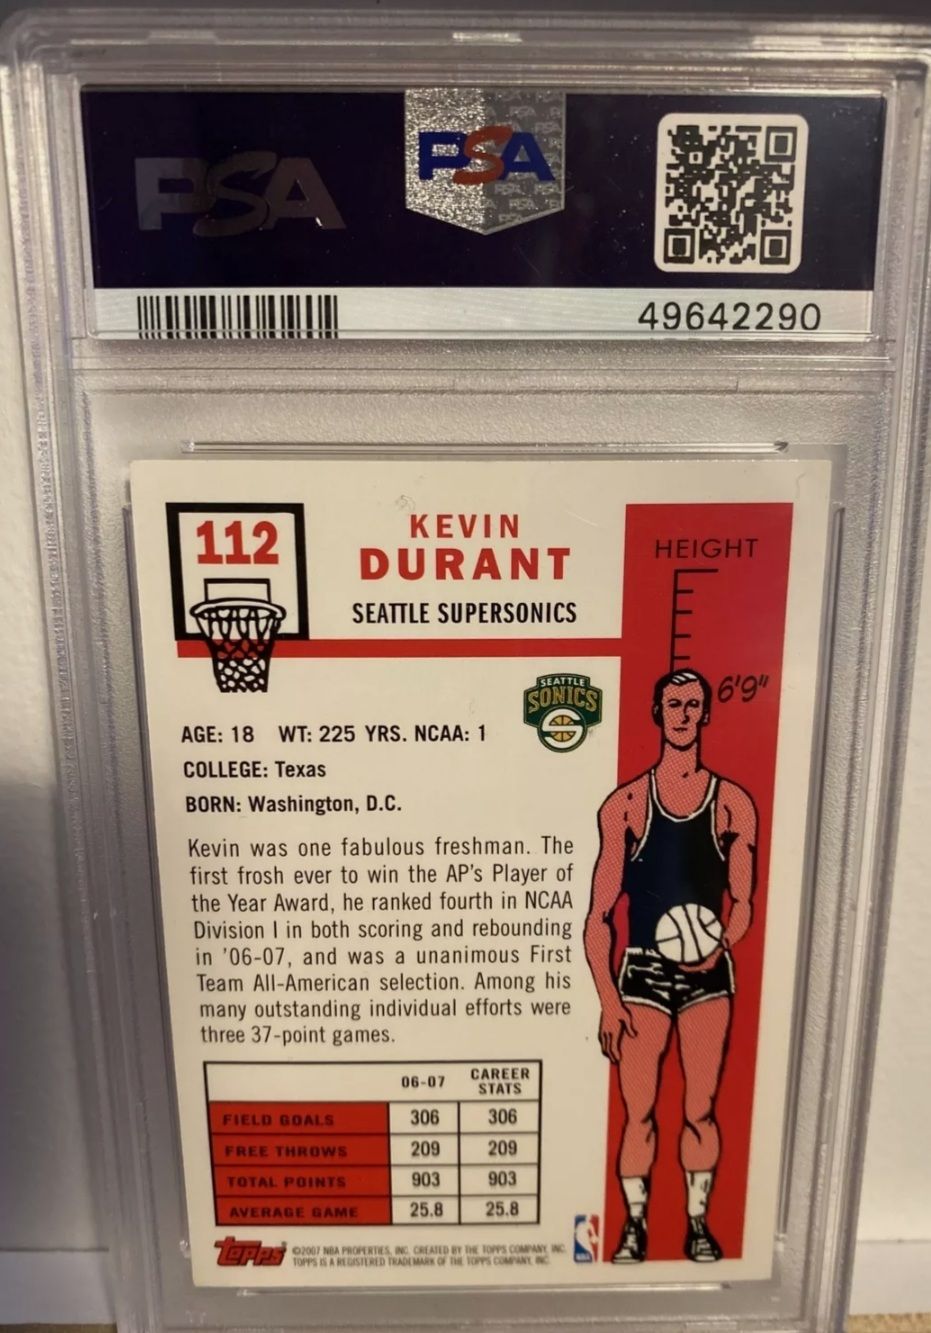 PSA
PSA
49642290
112
KEVIN
DURANT
SEATTLE SUPERSONICS
HEIGHT
6'9"
SEATTLE
SONICS
AGE: 18 WT: 225 YRS. NCAA: 1
COLLEGE: Texas
BORN: Washington, D.C.
Kevin was one fabulous freshman. The
first frosh ever to win the AP's Player of
the Year Award, he ranked fourth in NCAA
Division I in both scoring and rebounding
in '06-07, and was a unanimous First
Team All-American selection. Among his
many outstanding individual efforts were
three 37-point games.
06-07 CAREER STATS
FIELD GOALS 306 306
FREE THROWS 209 209
TOTAL POINTS 903 903
AVERAGE GAME 25.8 25.8
Topps ©2007 NBA PROPERTIES, INC. CREATED BY THE TOPPS COMPANY, INC.
TOPPS IS A REGISTERED TRADEMARK OF THE TOPPS COMPANY, INC.